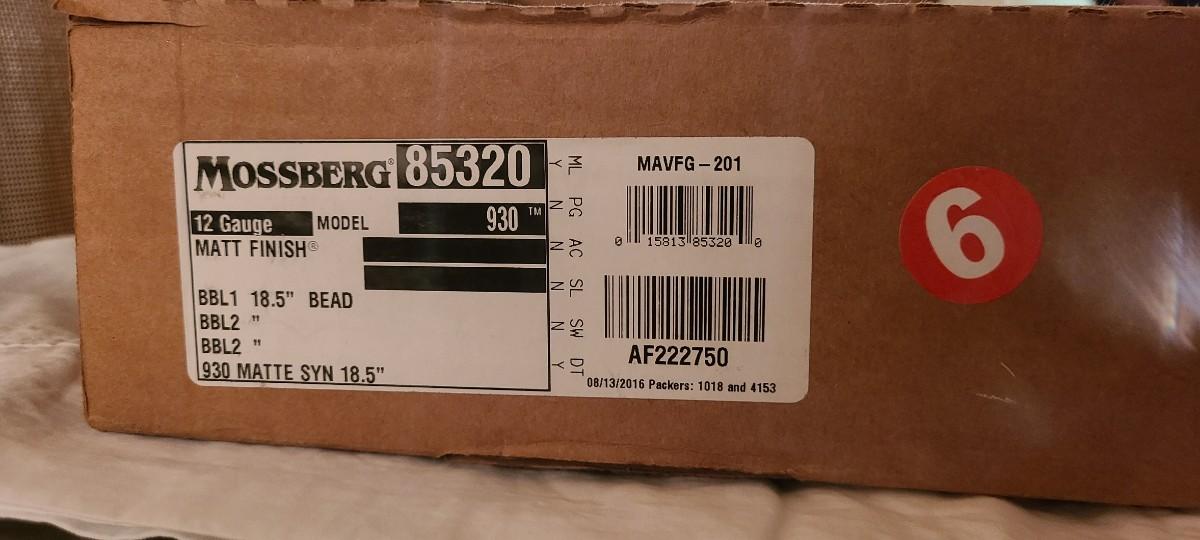 MOSSBERG® 85320
12 Gauge MODEL 930™
MATT FINISH®
BBL1 18.5" BEAD
BBL2 "
BBL2 "
930 MATTE SYN 18.5"
ML PG AC SL SW DT
Y N N N N Y
MAVFG-201
0 15813 85320 0
AF222750
08/13/2016 Packers: 1018 and 4153
6